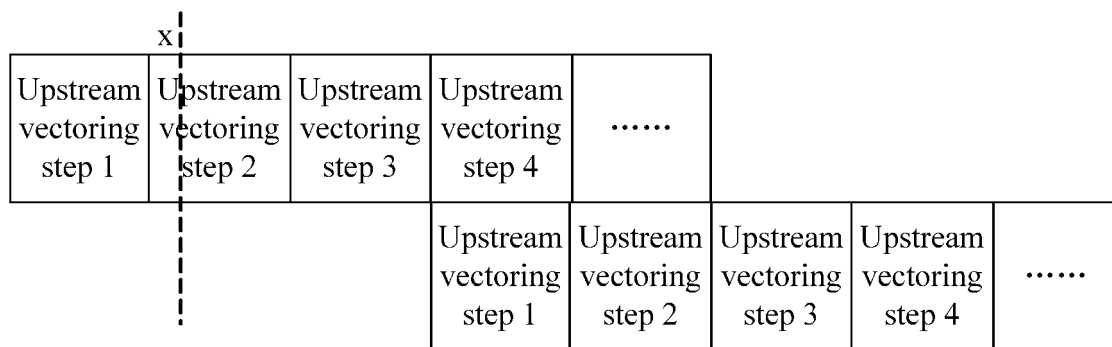 x
Upstream
vectoring
step 1
Upstream
vectoring
step 2
Upstream
vectoring
step 3
Upstream
vectoring
step 4
……
Upstream
vectoring
step 1
Upstream
vectoring
step 2
Upstream
vectoring
step 3
Upstream
vectoring
step 4
……